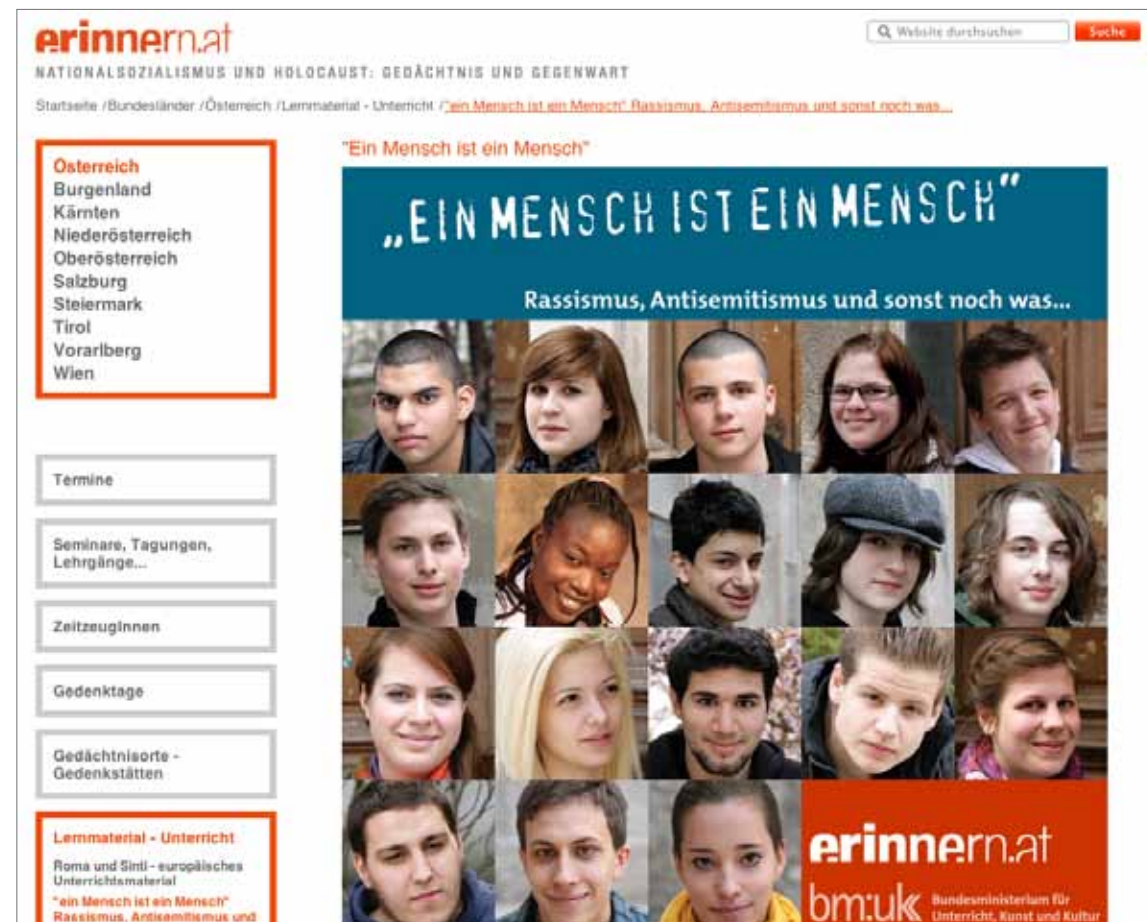 erinnern.at
Website durchsuchen
Suche
NATIONALSOZIALISMUS UND HOLOCAUST: GEDÄCHTNIS UND GEGENWART
Startseite /Bundesländer /Österreich /Lernmaterial - Unterricht /"ein Mensch ist ein Mensch" Rassismus, Antisemitismus und sonst noch was...
Österreich
Burgenland
Kärnten
Niederösterreich
Oberösterreich
Salzburg
Steiermark
Tirol
Vorarlberg
Wien
Termine
Seminare, Tagungen,
Lehrgänge...
ZeitzeugInnen
Gedenktage
Gedächtnisorte -
Gedenkstätten
Lernmaterial - Unterricht
Roma und Sinti - europäisches
Unterrichtsmaterial
"ein Mensch ist ein Mensch"
Rassismus, Antisemitismus und
"Ein Mensch ist ein Mensch"
„EIN MENSCH IST EIN MENSCH"
Rassismus, Antisemitismus und sonst noch was...
erinnern.at
bm:uk Bundesministerium für
Unterricht, Kunst und Kultur